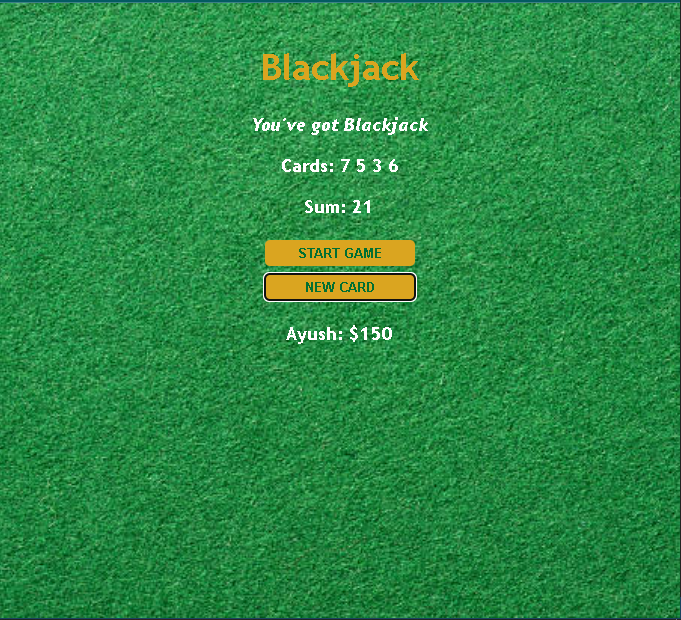 Blackjack
You've got Blackjack
Cards: 7 5 3 6
Sum: 21
START GAME
NEW CARD
Ayush: $150